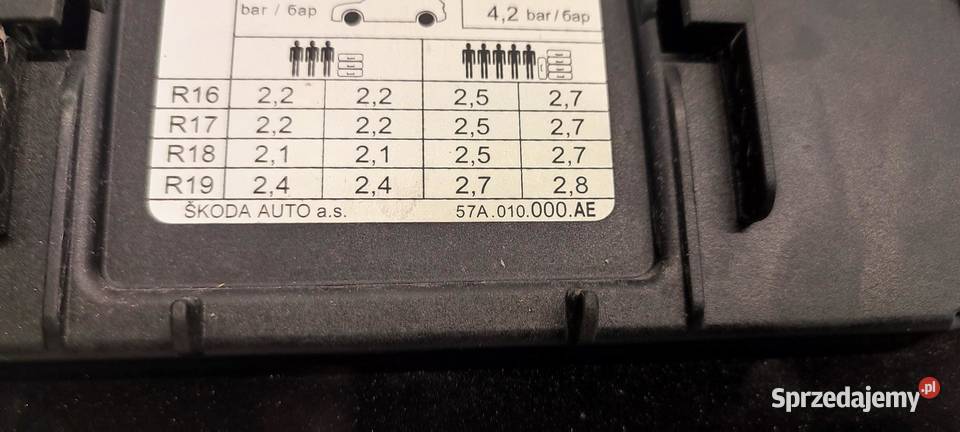 bar / бар
4,2 bar/бар
R16 2,2 2,2 2,5 2,7
R17 2,2 2,2 2,5 2,7
R18 2,1 2,1 2,5 2,7
R19 2,4 2,4 2,7 2,8
ŠKODA AUTO a.s. 57A.010.000.AE
Sprzedajemy.pl